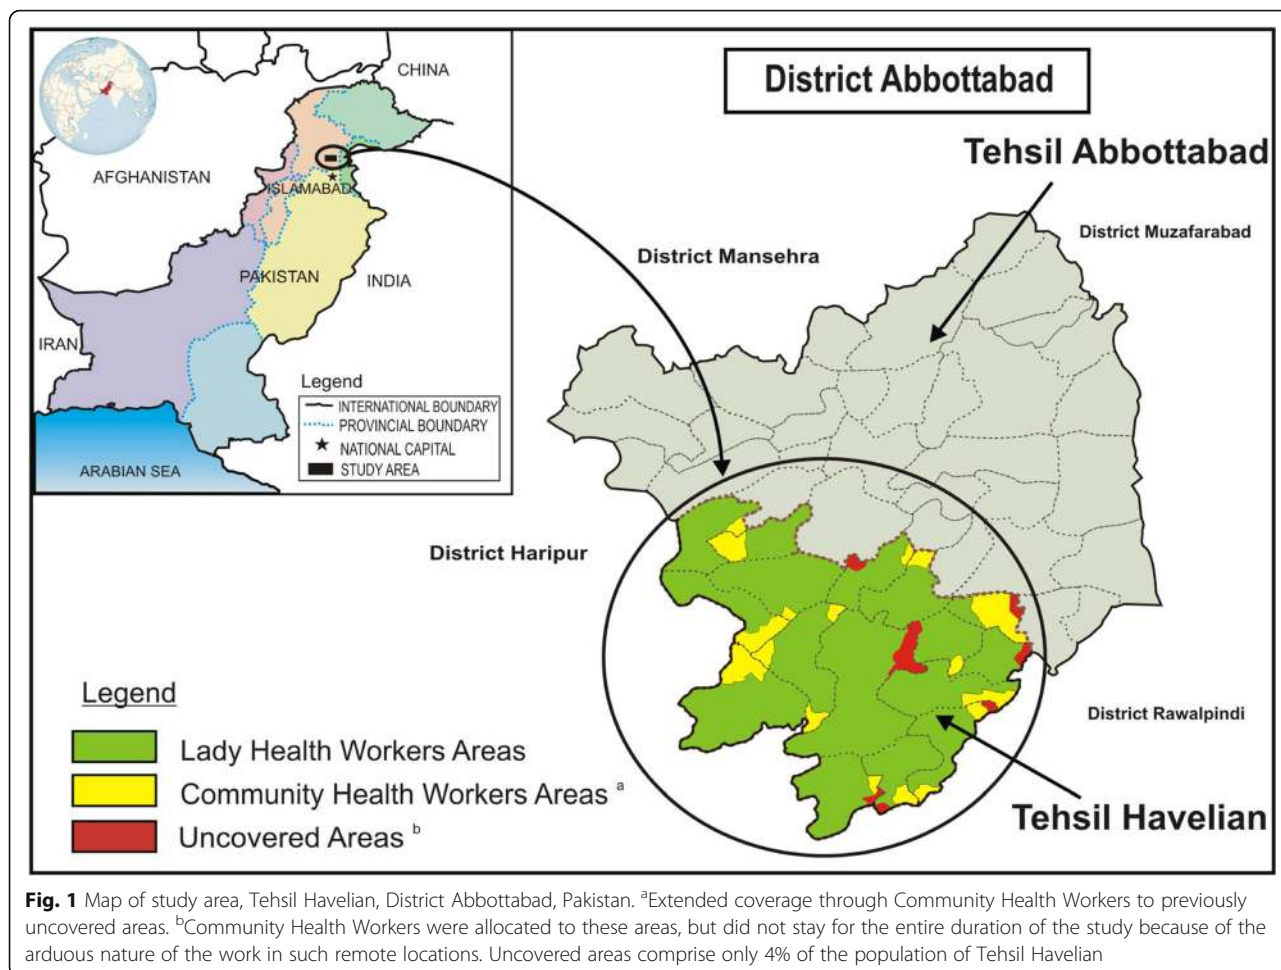 CHINA
AFGHANISTAN
ISLAMABAD
PAKISTAN
INDIA
IRAN
ARABIAN SEA
Legend
INTERNATIONAL BOUNDARY
PROVINCIAL BOUNDARY
NATIONAL CAPITAL
STUDY AREA
District Abbottabad
Tehsil Abbottabad
District Muzafarabad
District Mansehra
District Haripur
District Rawalpindi
Tehsil Havelian
Legend
Lady Health Workers Areas
Community Health Workers Areas a
Uncovered Areas b
Fig. 1 Map of study area, Tehsil Havelian, District Abbottabad, Pakistan. aExtended coverage through Community Health Workers to previously
uncovered areas. bCommunity Health Workers were allocated to these areas, but did not stay for the entire duration of the study because of the
arduous nature of the work in such remote locations. Uncovered areas comprise only 4% of the population of Tehsil Havelian